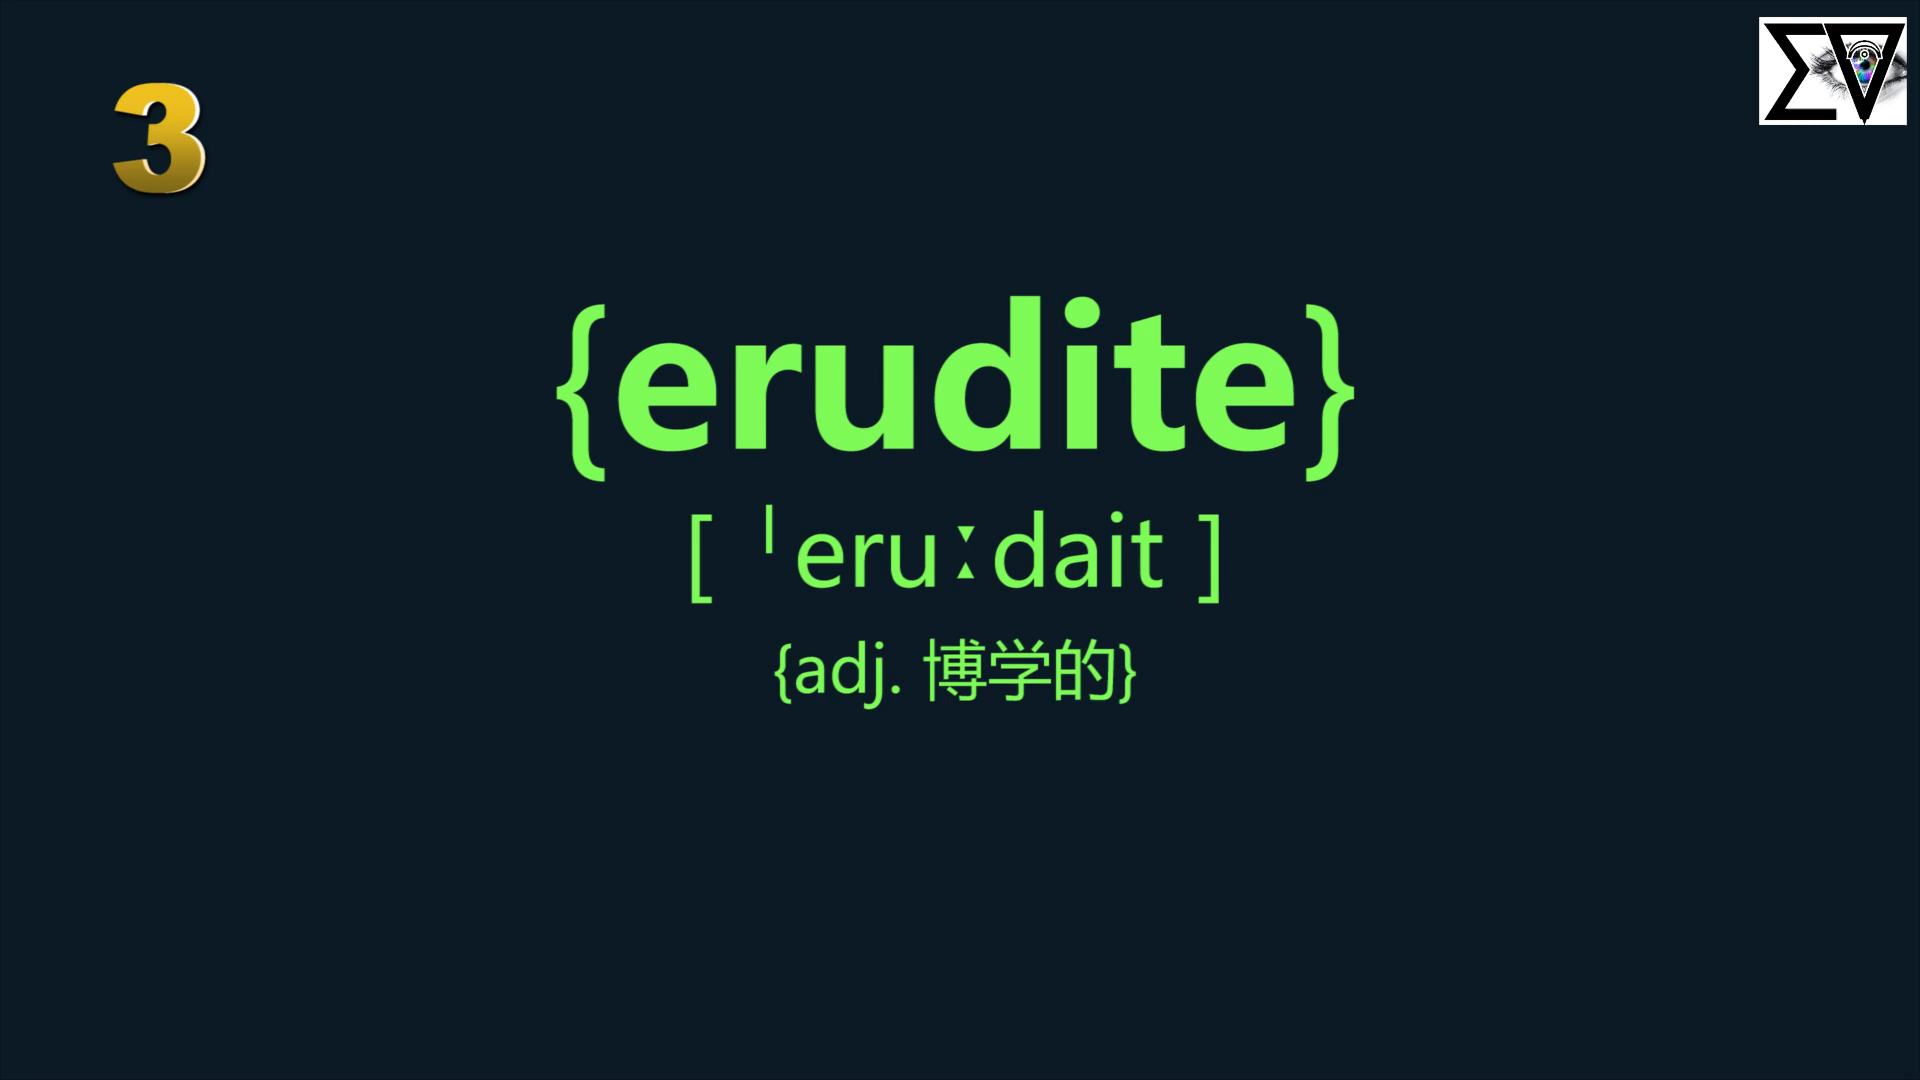 3
{erudite}
[ ˈeruːdait ]
{adj. 博学的}